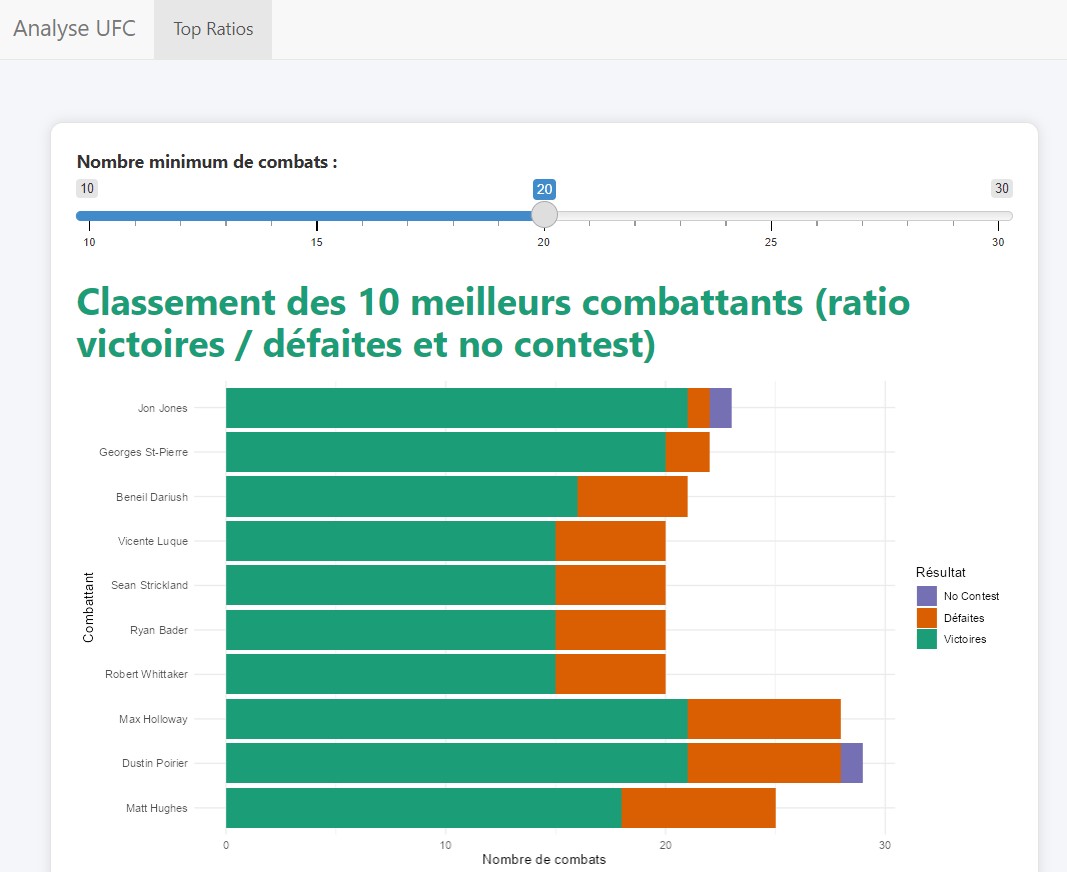 Analyse UFC
Top Ratios
Nombre minimum de combats :
10
20
30
10
15
20
25
30
Classement des 10 meilleurs combattants (ratio
victoires / défaites et no contest)
Combattant
Jon Jones
Georges St-Pierre
Beneil Dariush
Vicente Luque
Sean Strickland
Ryan Bader
Robert Whittaker
Max Holloway
Dustin Poirier
Matt Hughes
0
10
20
30
Nombre de combats
Résultat
No Contest
Défaites
Victoires